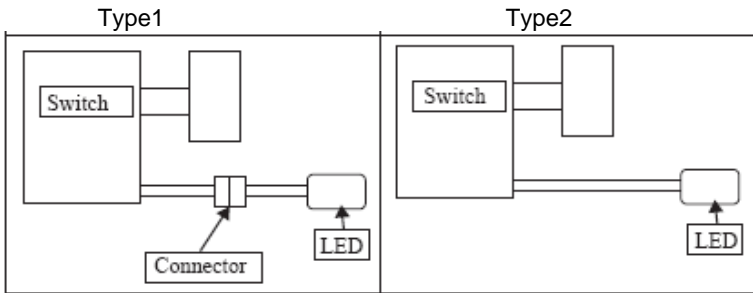 Type1
Type2
Switch
Switch
LED
Connector
LED